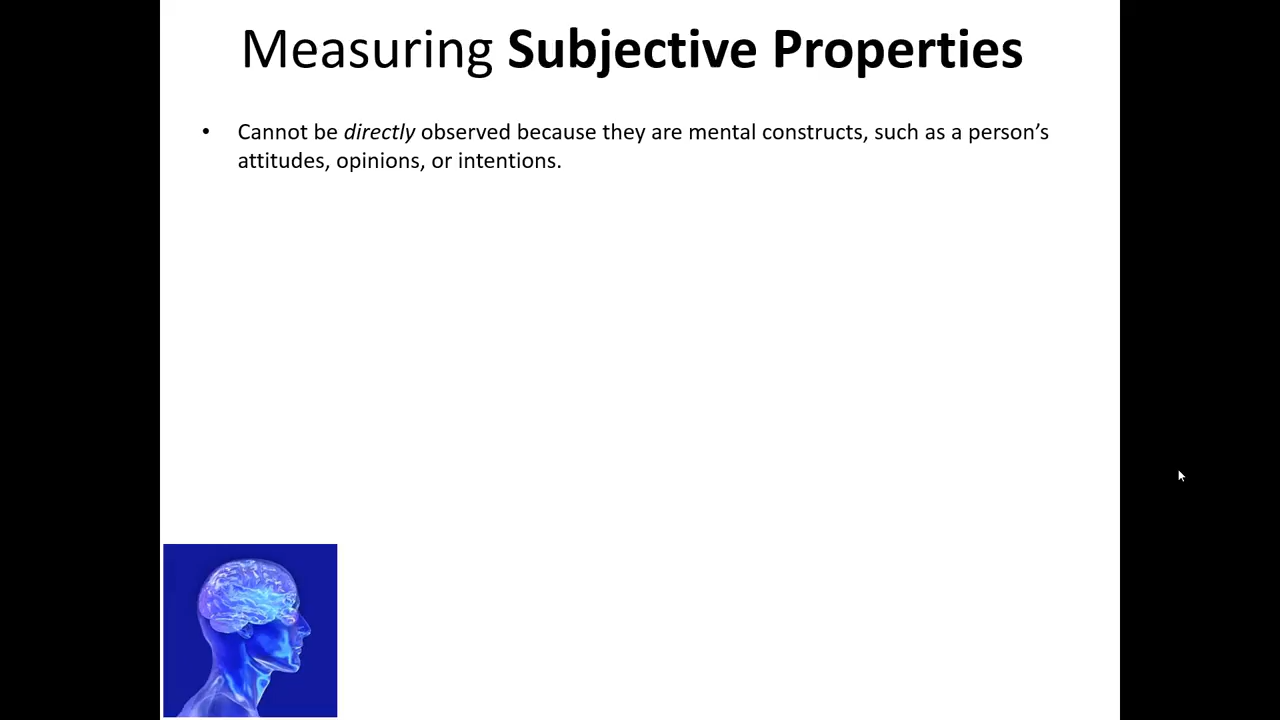 Measuring Subjective Properties
• Cannot be directly observed because they are mental constructs, such as a person’s
attitudes, opinions, or intentions.